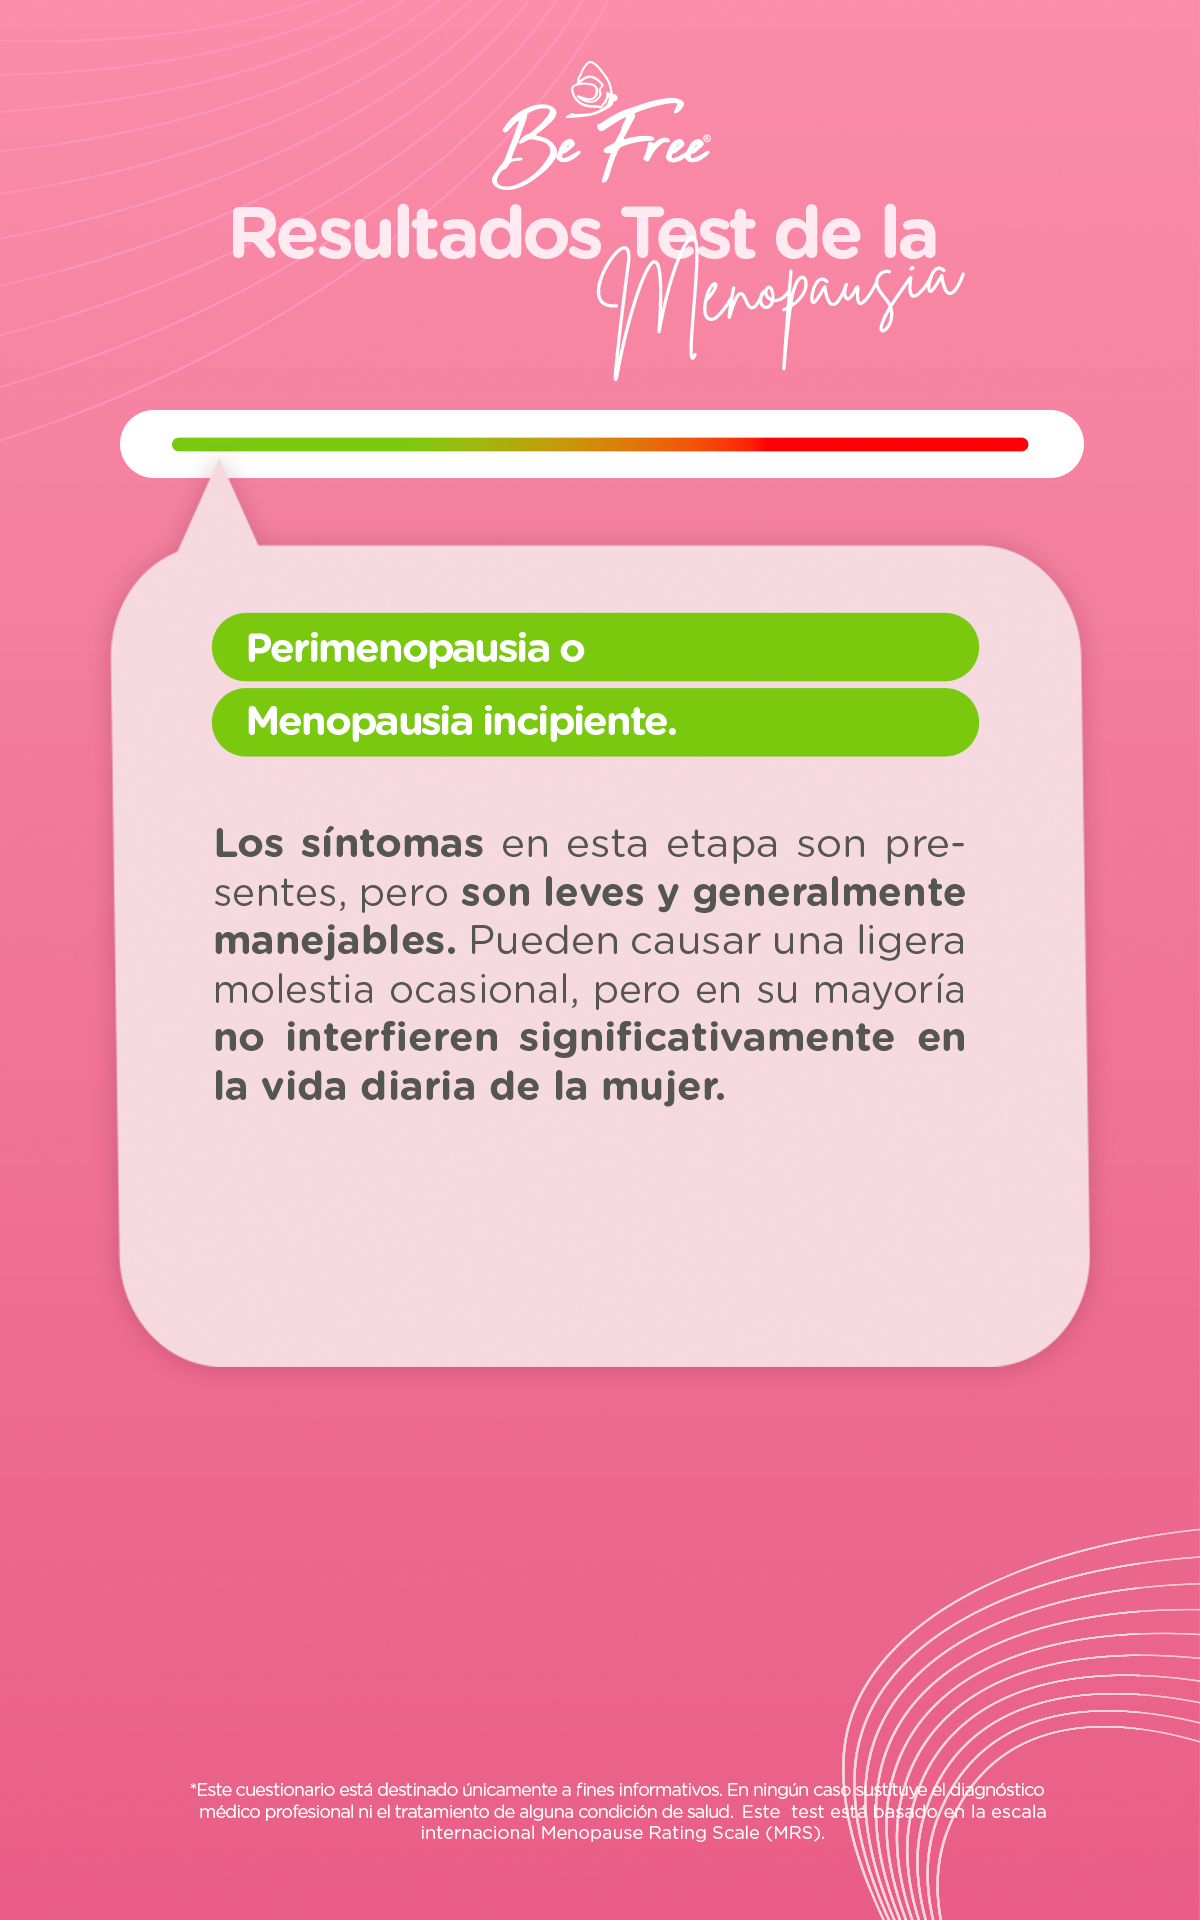 Be Free®
Resultados Test de la
Menopausia
Perimenopausia o
Menopausia incipiente.
Los síntomas en esta etapa son pre-
sentes, pero son leves y generalmente
manejables. Pueden causar una ligera
molestia ocasional, pero en su mayoría
no interfieren significativamente en
la vida diaria de la mujer.
*Este cuestionario está destinado únicamente a fines informativos. En ningún caso sustituye el diagnóstico
médico profesional ni el tratamiento de alguna condición de salud. Este test está basado en la escala
internacional Menopause Rating Scale (MRS).